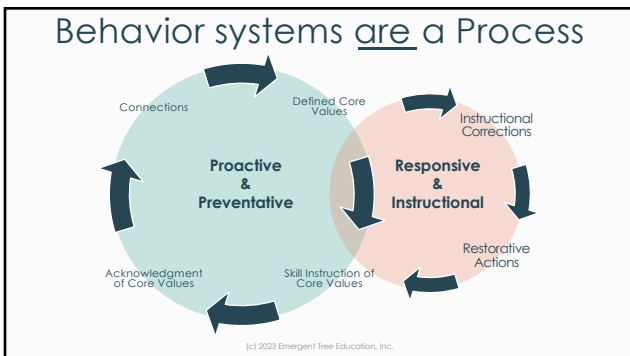 Behavior systems are a Process
Connections
Defined Core
Values
Proactive
&
Preventative
Acknowledgment
of Core Values
Skill Instruction of
Core Values
Responsive
&
Instructional
Instructional
Corrections
Restorative
Actions
(c) 2023 Emergent Tree Education, Inc.